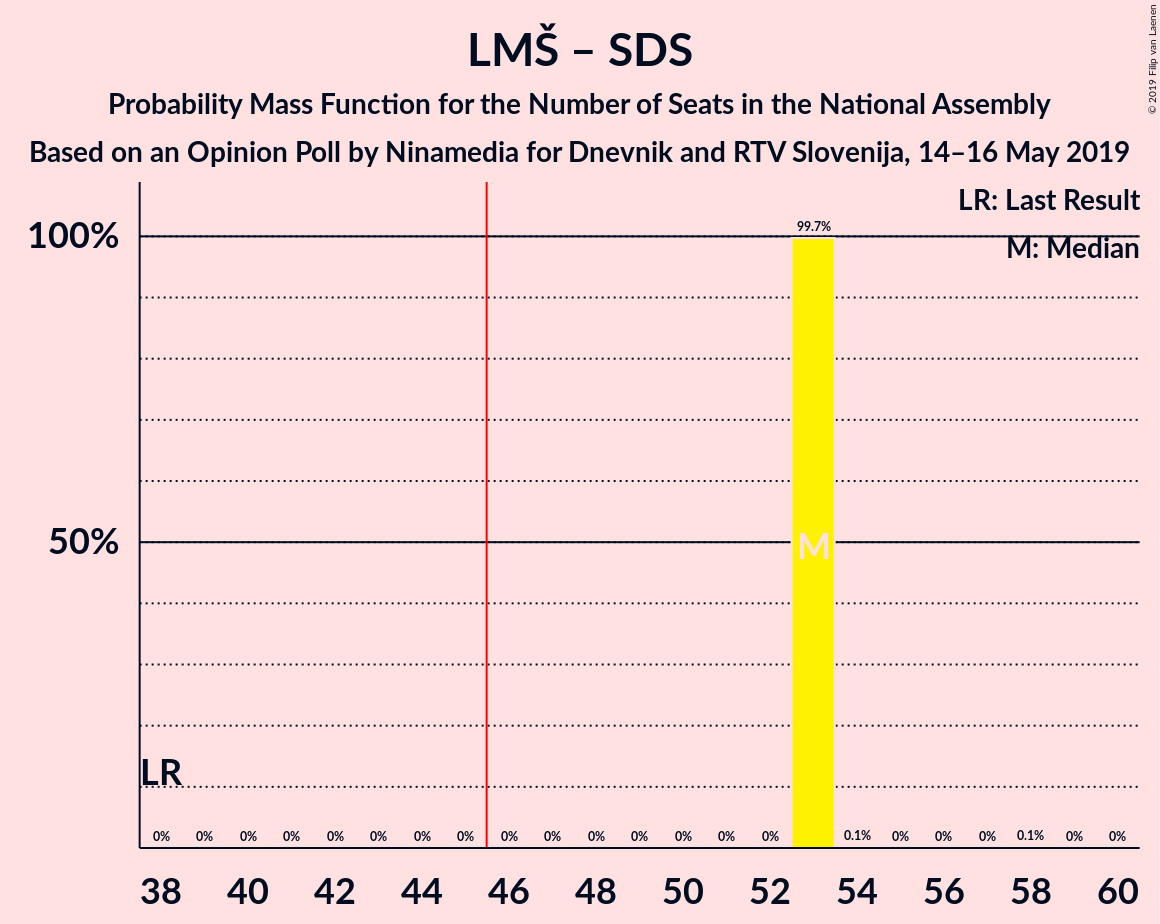 LMŠ – SDS
Probability Mass Function for the Number of Seats in the National Assembly
Based on an Opinion Poll by Ninamedia for Dnevnik and RTV Slovenija, 14–16 May 2019
© 2019 Filip van Laenen
LR: Last Result
M: Median
100%
50%
99.7%
M
LR
0% 0% 0% 0% 0% 0% 0% 0% 0% 0% 0% 0% 0% 0% 0% 0.1% 0% 0% 0% 0.1% 0% 0%
38 40 42 44 46 48 50 52 54 56 58 60